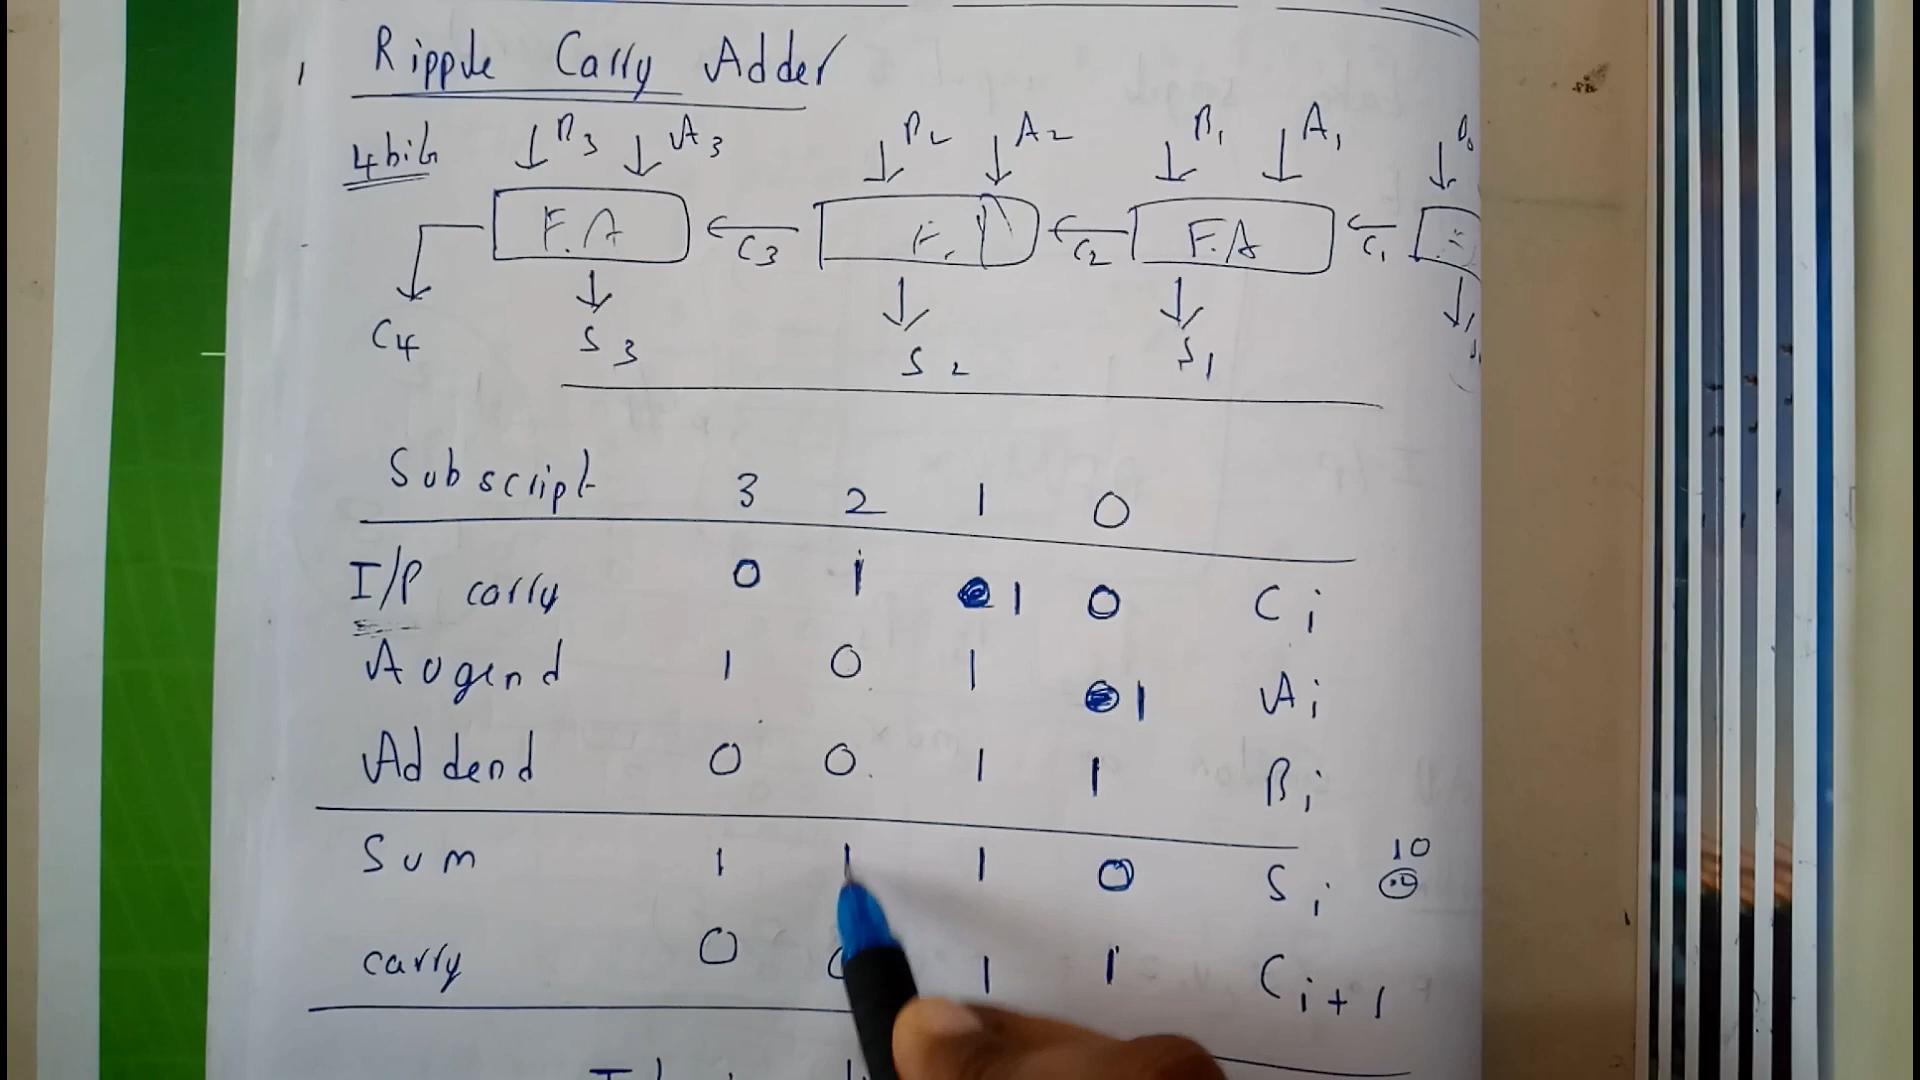 Ripple Carry Adder
4 bit
B3 A3 B2 A2 B1 A1 B0
F.A F. F.A
C3 C2 C1
C4 S3 S2 S1
Subscript 3 2 1 0
I/P carry 0 1 1 0 Ci
Augend 1 0 1 1 Ai
Addend 0 0 1 1 Bi
Sum 1 1 1 0 Si 10
carry 0 0 1 1 Ci+1